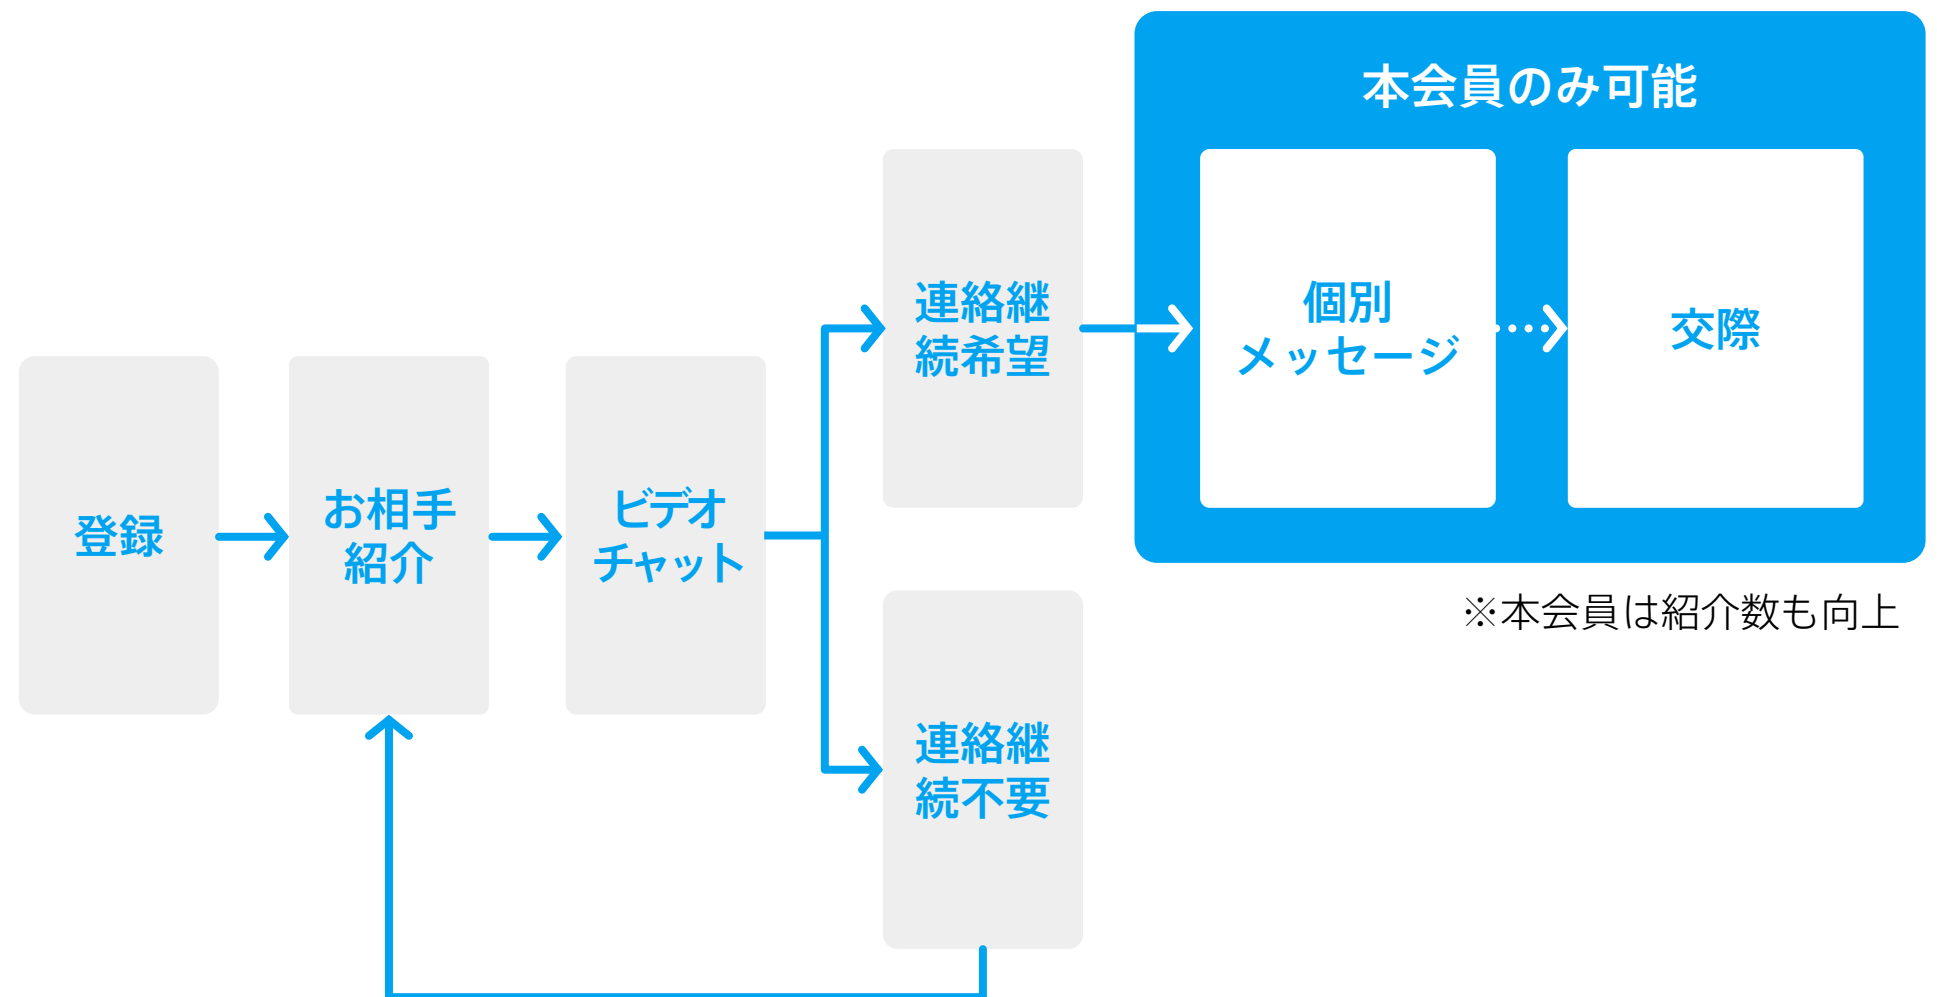 本会員のみ可能
登録
お相手
紹介
ビデオ
チャット
連絡継
続希望
個別
メッセージ
交際
連絡継
続不要
※本会員は紹介数も向上